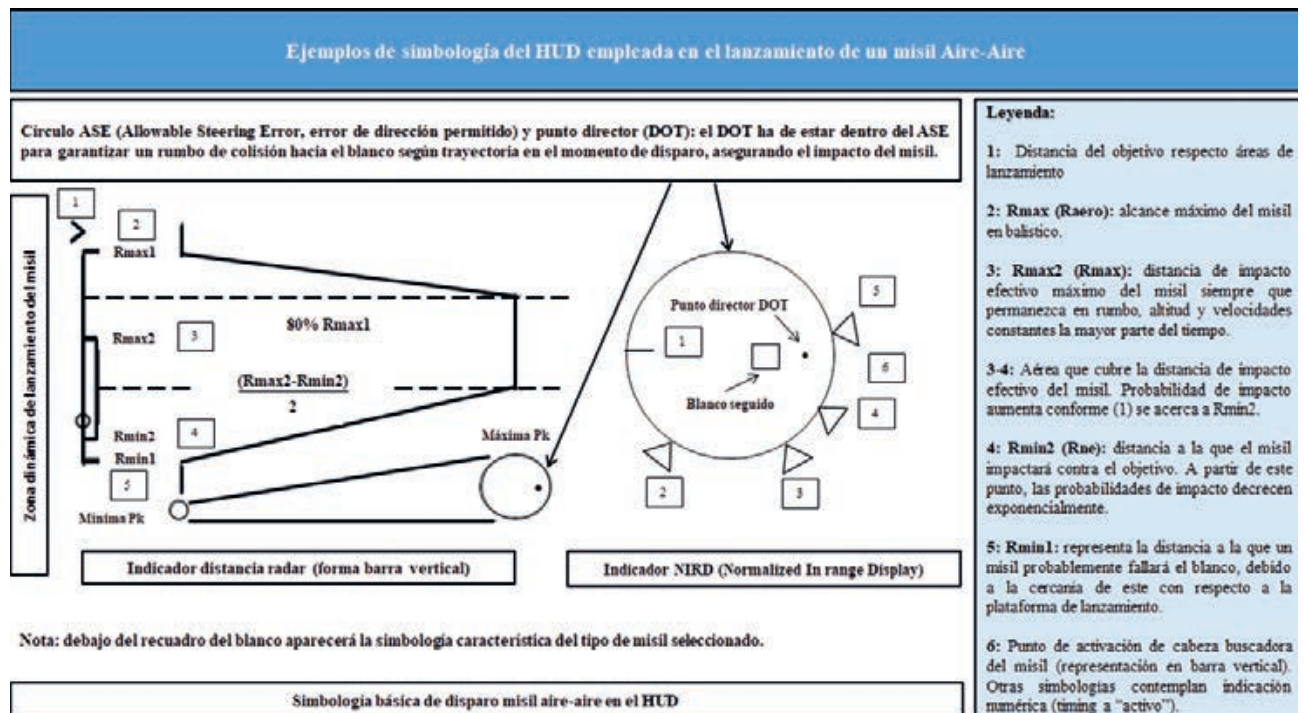 Ejemplos de simbología del HUD empleada en el lanzamiento de un misil Aire-Aire
Círculo ASE (Allowable Steering Error, error de dirección permitido) y punto director (DOT): el DOT ha de estar dentro del ASE
para garantizar un rumbo de colisión hacia el blanco según trayectoria en el momento de disparo, asegurando el impacto del misil.
Zona dinámica de lanzamiento del misil
1
2
Rmax1
80% Rmax1
Rmax2
3
(Rmax2-Rmin2)
2
Rmin2
4
Rmin1
5
Mínima Pk
Máxima Pk
Indicador distancia radar (forma barra vertical)
Punto director DOT
1
Blanco seguido
5
6
4
3
2
Indicador NIRD (Normalized In range Display)
Nota: debajo del recuadro del blanco aparecerá la simbología característica del tipo de misil seleccionado.
Simbología básica de disparo misil aire-aire en el HUD
Leyenda:
1: Distancia del objetivo respecto áreas de
lanzamiento
2: Rmax (Raero): alcance máximo del misil
en balístico.
3: Rmax2 (Rmax): distancia de impacto
efectivo máximo del misil siempre que
permanezca en rumbo, altitud y velocidades
constantes la mayor parte del tiempo.
3-4: Aérea que cubre la distancia de impacto
efectivo del misil. Probabilidad de impacto
aumenta conforme (1) se acerca a Rmin2.
4: Rmin2 (Rne): distancia a la que el misil
impactará contra el objetivo. A partir de este
punto, las probabilidades de impacto decrecen
exponencialmente.
5: Rmin1: representa la distancia a la que un
misil probablemente fallará el blanco, debido
a la cercanía de este con respecto a la
plataforma de lanzamiento.
6: Punto de activación de cabeza buscadora
del misil (representación en barra vertical).
Otras simbologías contemplan indicación
numérica (timing a "activo").